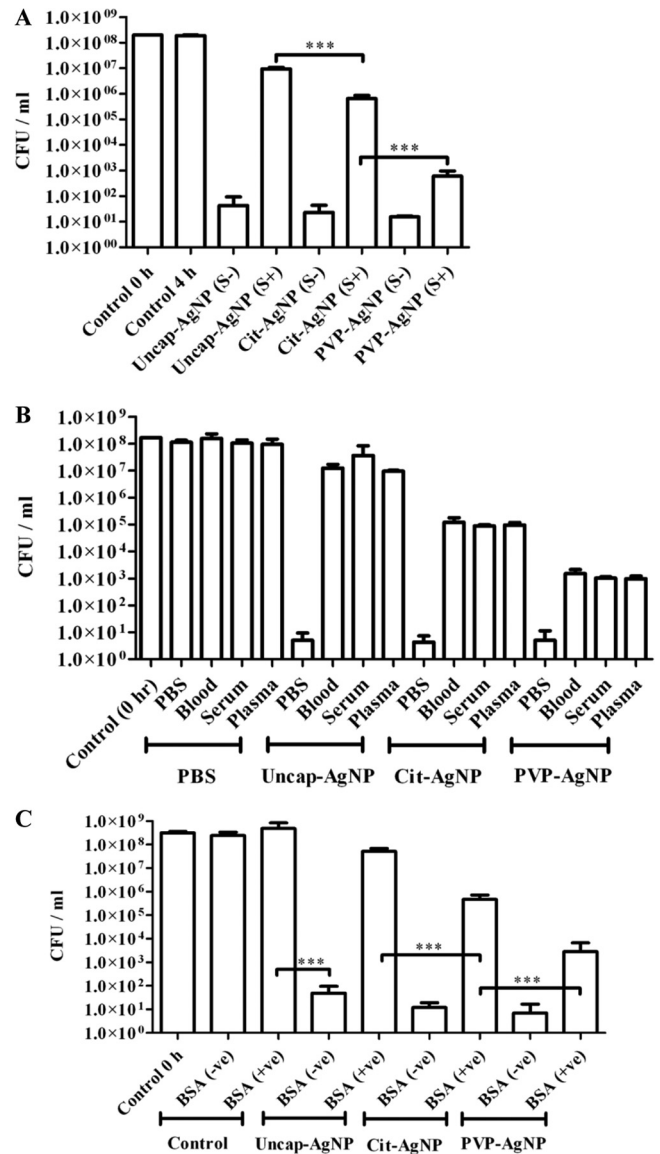 A
CFU / ml
1.0×10⁰⁹
1.0×10⁰⁸
1.0×10⁰⁷
1.0×10⁰⁶
1.0×10⁰⁵
1.0×10⁰⁴
1.0×10⁰³
1.0×10⁰²
1.0×10⁰¹
1.0×10⁰⁰
***
***
Control 0 h
Control 4 h
Uncap-AgNP (S-)
Uncap-AgNP (S+)
Cit-AgNP (S-)
Cit-AgNP (S+)
PVP-AgNP (S-)
PVP-AgNP (S+)
B
CFU / ml
1.0×10⁹
1.0×10⁸
1.0×10⁷
1.0×10⁶
1.0×10⁵
1.0×10⁴
1.0×10³
1.0×10²
1.0×10¹
1.0×10⁰
Control (0 hr)
PBS
Blood
Serum
Plasma
PBS
Blood
Serum
Plasma
PBS
Blood
Serum
Plasma
PBS
Blood
Serum
Plasma
PBS
Uncap-AgNP
Cit-AgNP
PVP-AgNP
C
CFU / ml
1.0×10⁹
1.0×10⁸
1.0×10⁷
1.0×10⁶
1.0×10⁵
1.0×10⁴
1.0×10³
1.0×10²
1.0×10¹
1.0×10⁰
***
***
***
Control 0 h
BSA (-ve)
BSA (+ve)
BSA (-ve)
BSA (+ve)
BSA (-ve)
BSA (+ve)
BSA (-ve)
BSA (+ve)
Control
Uncap-AgNP
Cit-AgNP
PVP-AgNP